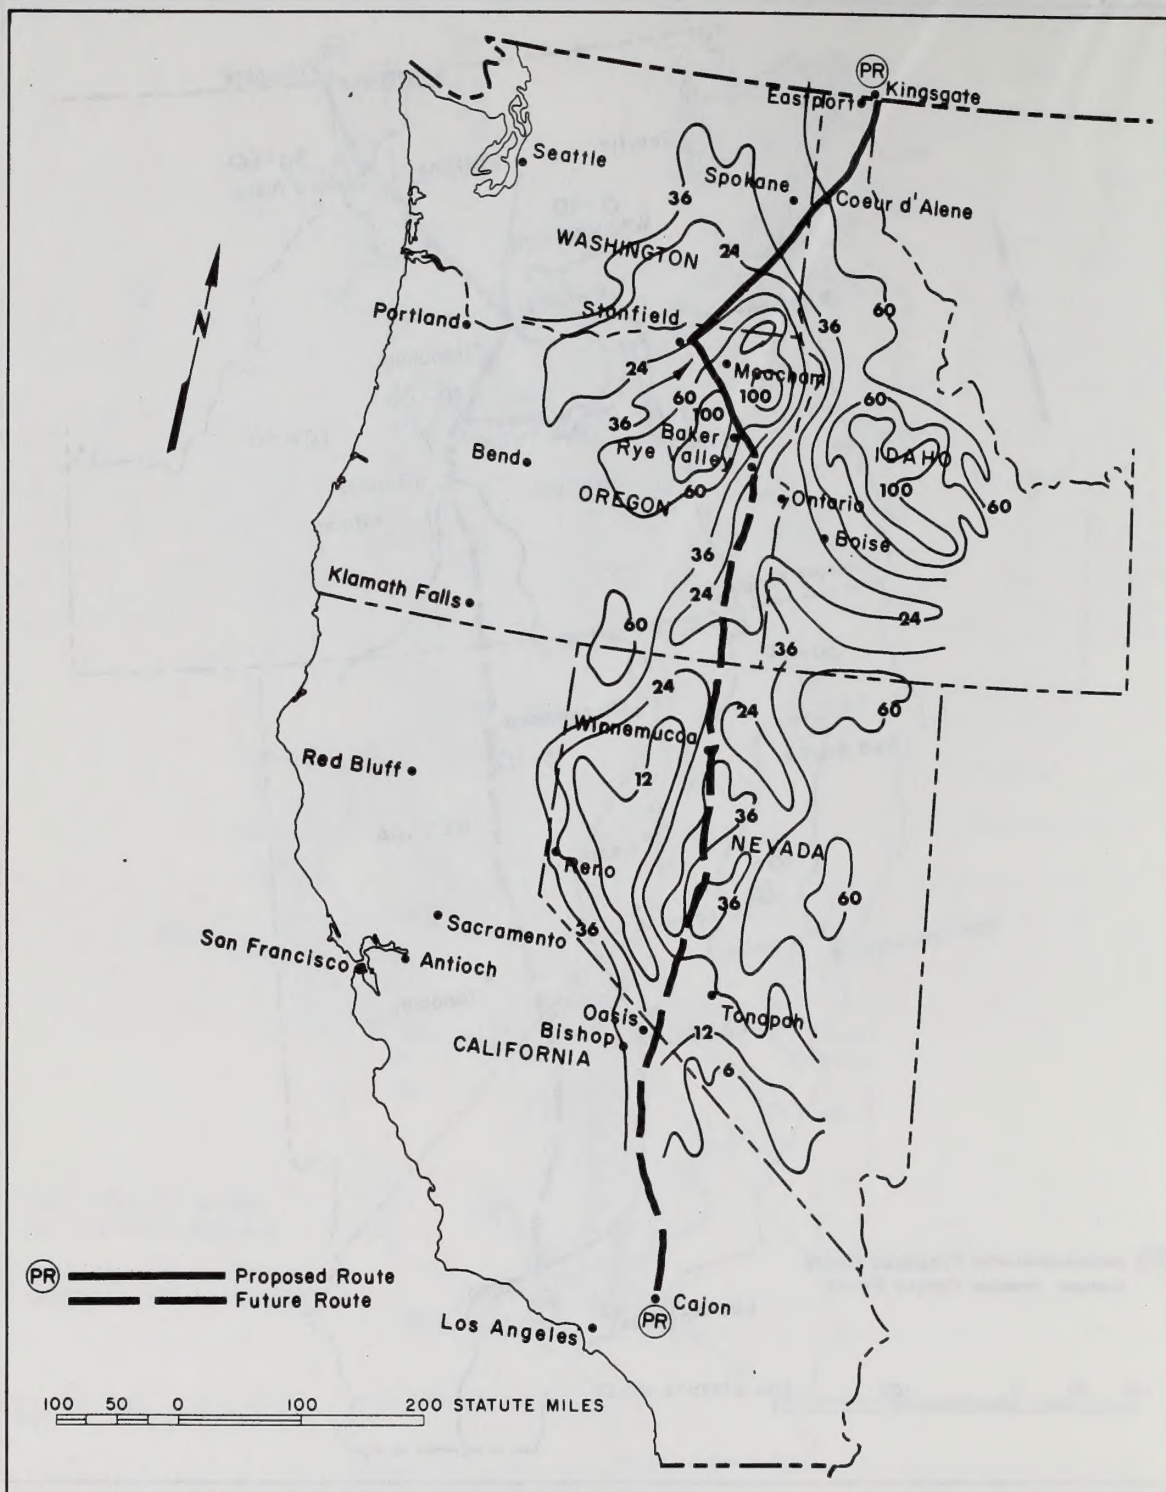 PR
Kingsgate
Eastport
Seattle
Spokane
36
Coeur d'Alene
WASHINGTON
24
60
Stanfield
Portland
36
24
Meacham
60
100
60
36
100
Baker
IDAHO
Bend
Rye Valley
100
60
OREGON
Ontario
60
Boise
36
Klamath Falls
24
24
60
36
24
60
24
Winnemucca
Red Bluff
12
36
NEVADA
Reno
60
36
Sacramento
36
San Francisco
Antioch
Oasis
Tonapah
Bishop
12
CALIFORNIA
6
PR Proposed Route
Future Route
Cajon
PR
Los Angeles
100 50 0 100 200 STATUTE MILES
N